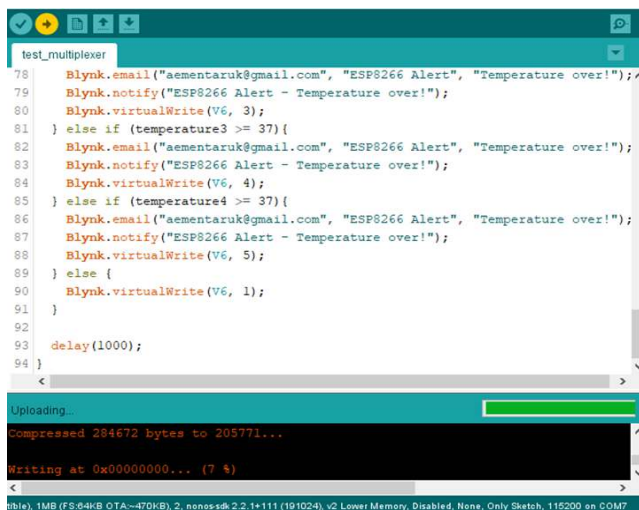 test_multiplexer
78 Blynk.email("aementaruk@gmail.com", "ESP8266 Alert", "Temperature over!");
79 Blynk.notify("ESP8266 Alert - Temperature over!");
80 Blynk.virtualWrite(V6, 3);
81 } else if (temperature3 >= 37){
82 Blynk.email("aementaruk@gmail.com", "ESP8266 Alert", "Temperature over!");
83 Blynk.notify("ESP8266 Alert - Temperature over!");
84 Blynk.virtualWrite(V6, 4);
85 } else if (temperature4 >= 37){
86 Blynk.email("aementaruk@gmail.com", "ESP8266 Alert", "Temperature over!");
87 Blynk.notify("ESP8266 Alert - Temperature over!");
88 Blynk.virtualWrite(V6, 5);
89 } else {
90 Blynk.virtualWrite(V6, 1);
91 }
92
93 delay(1000);
94 }
Uploading...
Compressed 284672 bytes to 205771...
Writing at 0x00000000... (7 %)
tible), 1MB (FS:64KB OTA:~470KB), 2, nonos-sdk 2.2.1+111 (191024), v2 Lower Memory, Disabled, None, Only Sketch, 115200 on COM7